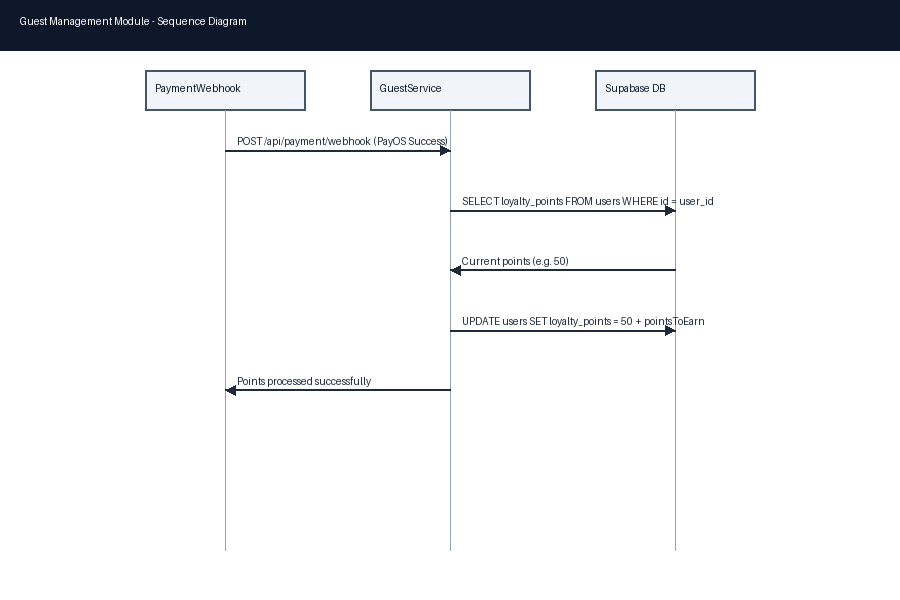 Guest Management Module - Sequence Diagram
PaymentWebhook
GuestService
Supabase DB
POST /api/payment/webhook (PayOS Success)
SELECT loyalty_points FROM users WHERE id = user_id
Current points (e.g. 50)
UPDATE users SET loyalty_points = 50 + pointsToEarn
Points processed successfully